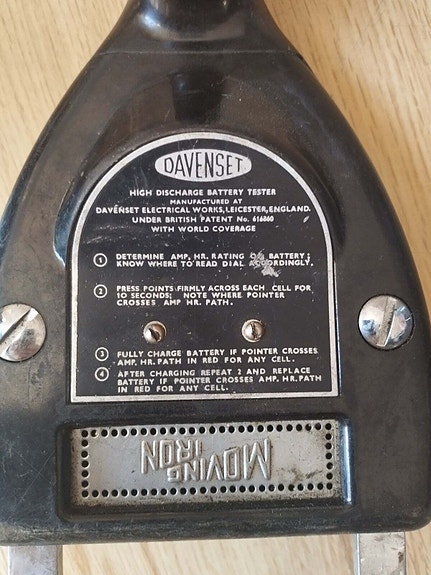 DAVENSET
HIGH DISCHARGE BATTERY TESTER
MANUFACTURED AT
DAVENSET ELECTRICAL WORKS, LEICESTER, ENGLAND.
UNDER BRITISH PATENT No. 616860
WITH WORLD COVERAGE
1 DETERMINE AMP. HR. RATING OF BATTERY;
KNOW WHERE TO READ DIAL ACCORDINGLY.
2 PRESS POINTS FIRMLY ACROSS EACH CELL FOR
10 SECONDS; NOTE WHERE POINTER
CROSSES AMP HR. PATH.
3 FULLY CHARGE BATTERY IF POINTER CROSSES
AMP. HR. PATH IN RED FOR ANY CELL.
4 AFTER CHARGING REPEAT 2 AND REPLACE
BATTERY IF POINTER CROSSES AMP. HR. PATH
IN RED FOR ANY CELL.
MOVING
IRON